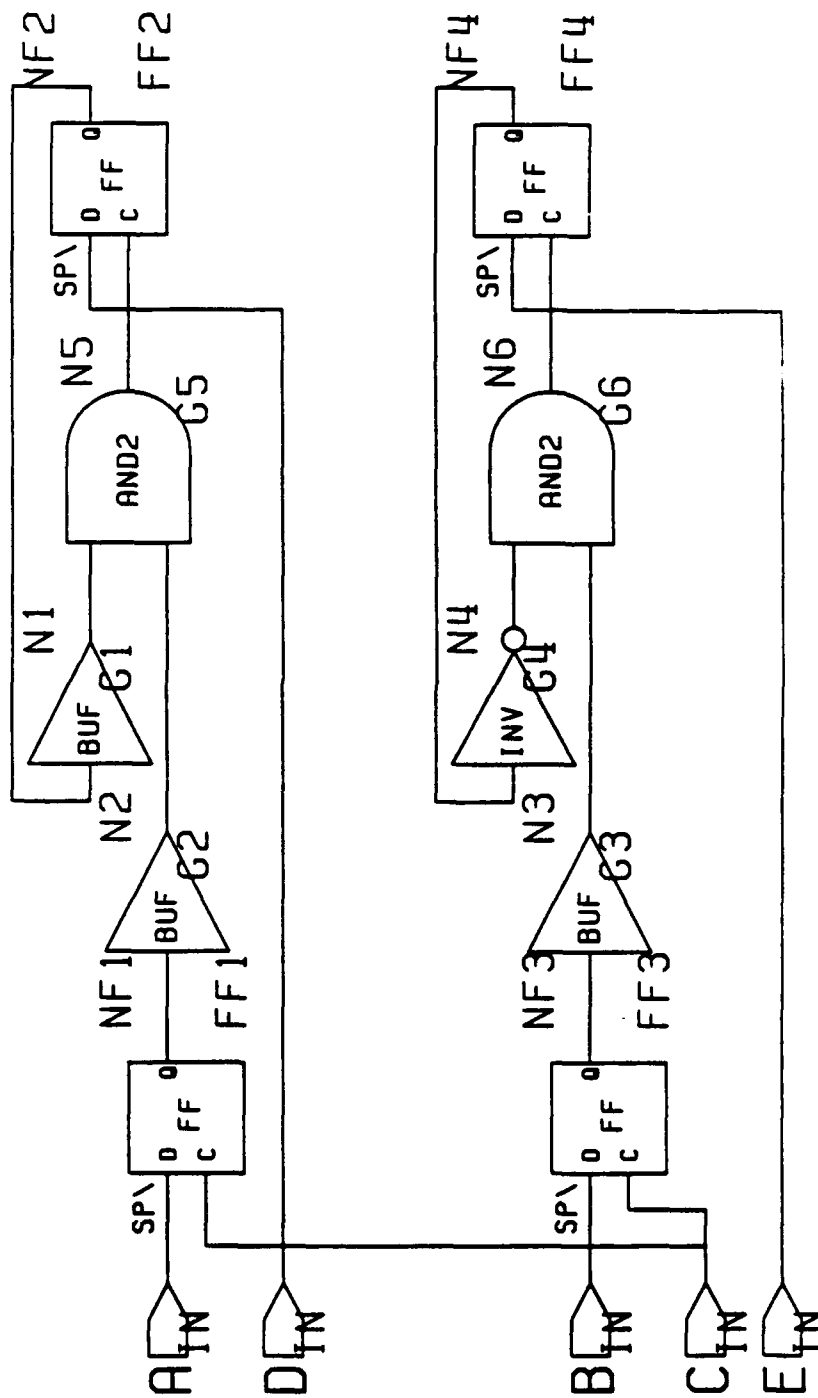 NF2
FF2
SP\
D
C
Q
FF
N5
G5
AND2
N1
G1
BUF
N2
G2
BUF
NF1
FF1
SP\
D
C
Q
FF
A
IN
D
IN
NF4
FF4
SP\
D
C
Q
FF
N6
G6
AND2
N4
G4
INV
N3
G3
BUF
NF3
FF3
SP\
D
C
Q
FF
B
IN
C
IN
E
IN